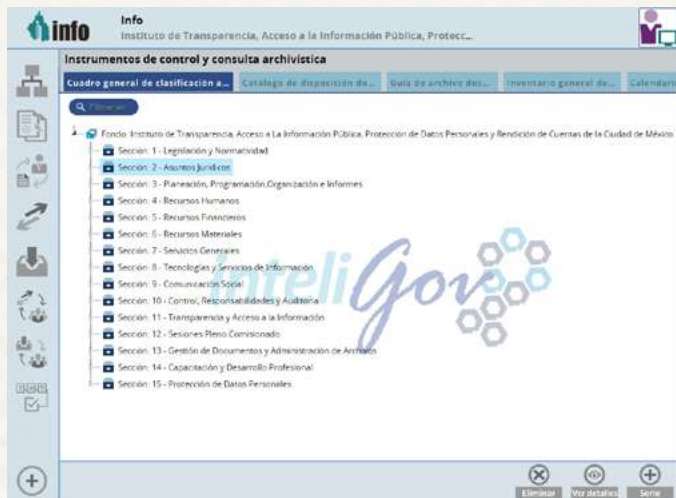 info
Info
Instituto de Transparencia, Acceso a la Información Pública, Protecc...
Instrumentos de control y consulta archivística
Cuadro general de clasificación a...
Catálogo de disposición do...
Guía de archivo doc...
Inventario general de...
Calendario
Fondo: Instituto de Transparencia, Acceso a La Información Pública, Protección de Datos Personales y Rendición de Cuentas de la Ciudad de México
Sección: 1 - Legislación y Normatividad
Sección: 2 - Asuntos Jurídicos
Sección: 3 - Planeación, Programación,Organización e Informes
Sección: 4 - Recursos Humanos
Sección: 5 - Recursos Financieros
Sección: 6 - Recursos Materiales
Sección: 7 - Servicios Generales
Sección: 8 - Tecnologías y Servicios de Información
Sección: 9 - Comunicación Social
Sección: 10 - Control, Responsabilidades y Auditoría
Sección: 11 - Transparencia y Acceso a la Información
Sección: 12 - Sesiones Pleno Comisionado
Sección: 13 - Gestión de Documentos y Administración de Archivos
Sección: 14 - Capacitación y Desarrollo Profesional
Sección: 15 - Protección de Datos Personales
InteliGov
Eliminar
Ver detalles
Serie